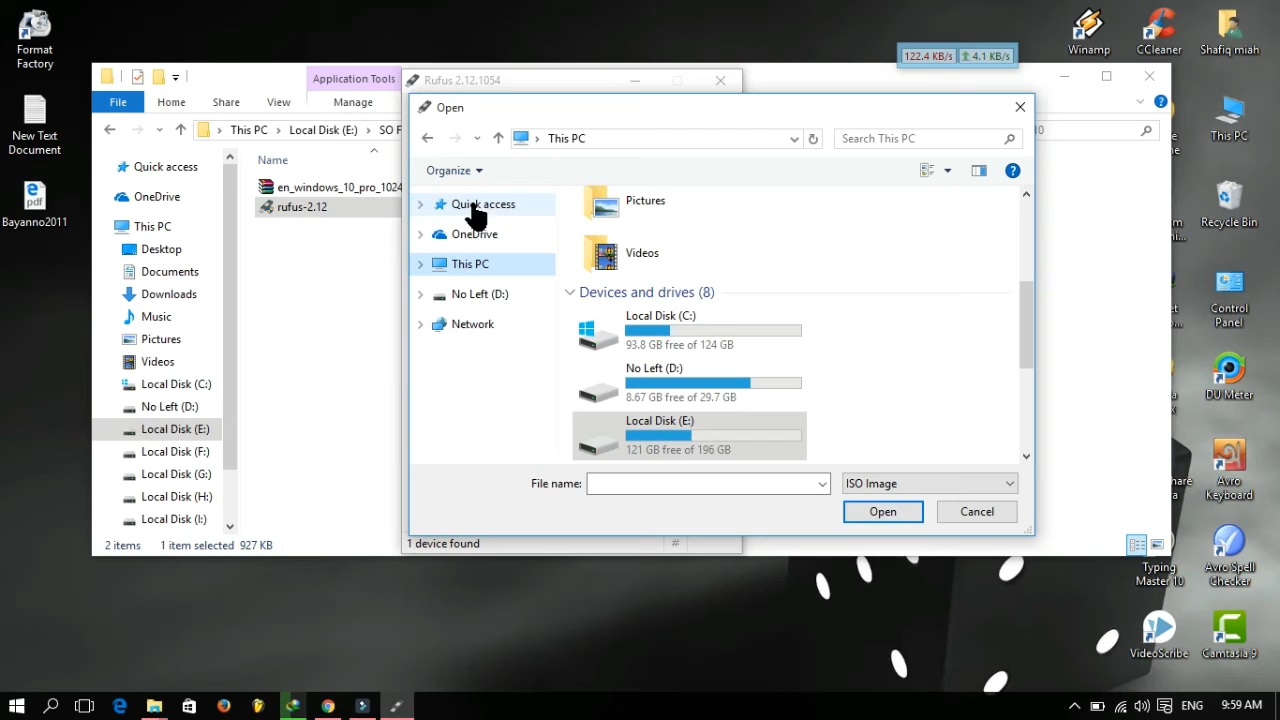 Format
Factory
New Text
Document
Bayanno2011
122.4 KB/s
4.1 KB/s
Winamp
CCleaner
Shafiq miah
This PC
Recycle Bin
Control
Panel
DU Meter
Avro
Keyboard
Typing
Master 10
Avro Spell
Checker
VideoScribe
Camtasia 9
Application Tools
File
Home
Share
View
Manage
This PC
Local Disk (E:)
SO F
10
Quick access
OneDrive
This PC
Desktop
Documents
Downloads
Music
Pictures
Videos
Local Disk (C:)
No Left (D:)
Local Disk (E:)
Local Disk (F:)
Local Disk (G:)
Local Disk (H:)
Local Disk (I:)
Name
en_windows_10_pro_1024
rufus-2.12
2 items
1 item selected 927 KB
Rufus 2.12.1054
1 device found
#
Open
This PC
Search This PC
Organize
Quick access
OneDrive
This PC
No Left (D:)
Network
Pictures
Videos
Devices and drives (8)
Local Disk (C:)
93.8 GB free of 124 GB
No Left (D:)
8.67 GB free of 29.7 GB
Local Disk (E:)
121 GB free of 196 GB
File name:
ISO Image
Open
Cancel
ENG
9:59 AM